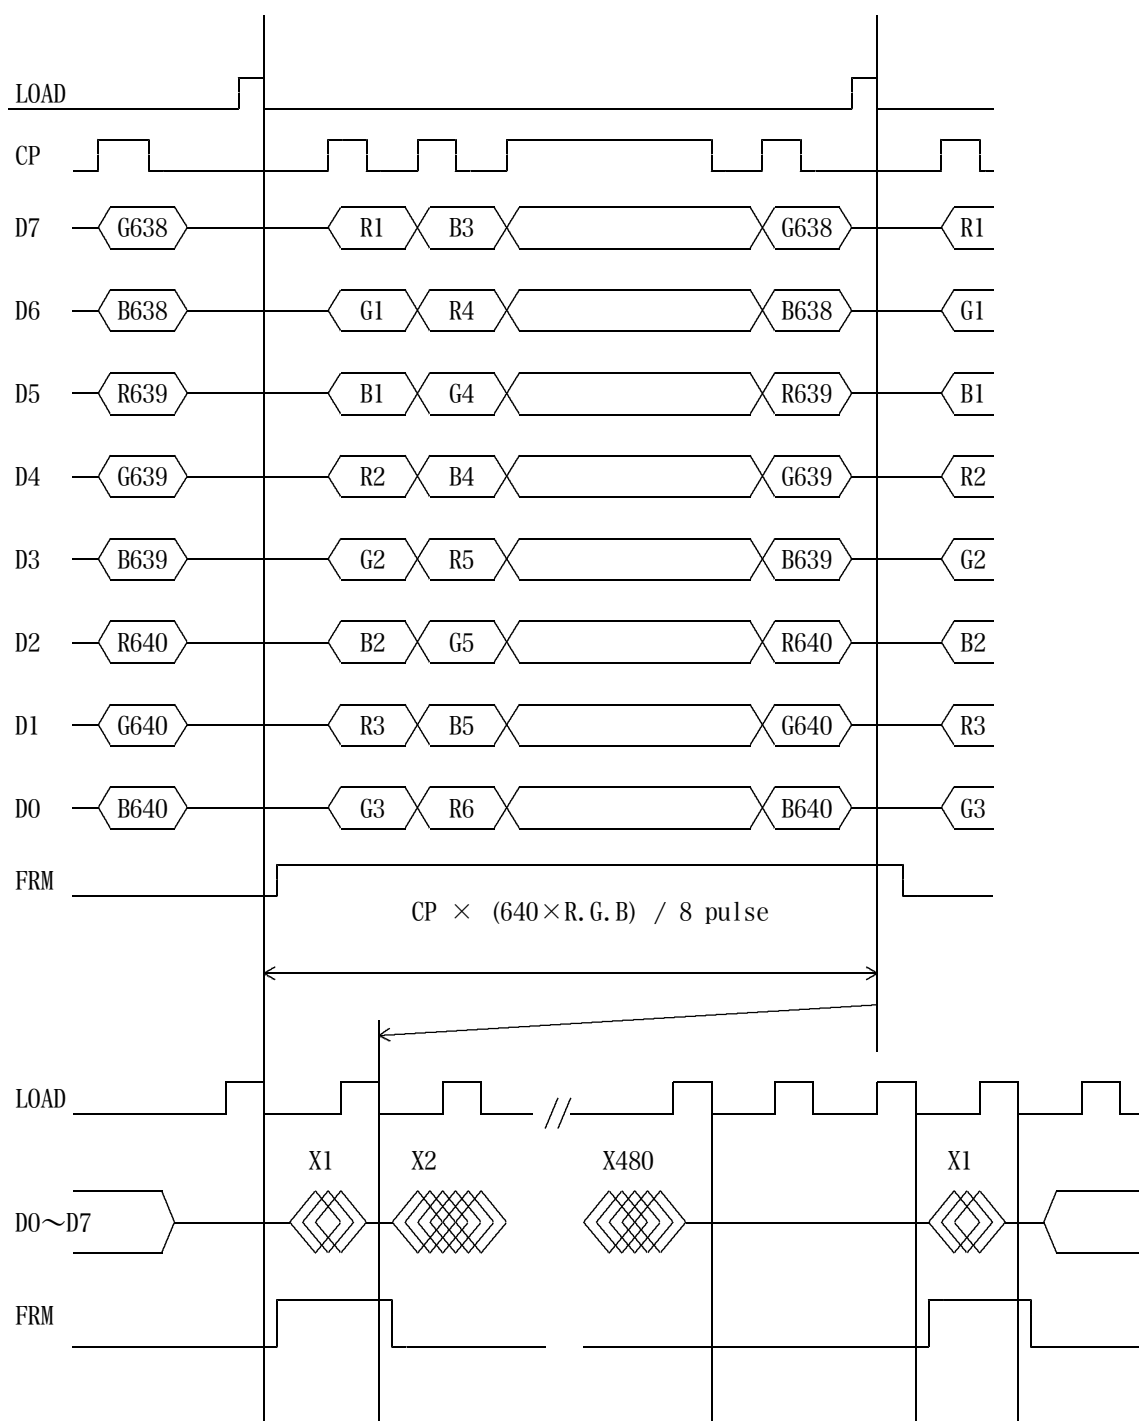 LOAD
CP
D7 G638 R1 B3 G638 R1
D6 B638 G1 R4 B638 G1
D5 R639 B1 G4 R639 B1
D4 G639 R2 B4 G639 R2
D3 B639 G2 R5 B639 G2
D2 R640 B2 G5 R640 B2
D1 G640 R3 B5 G640 R3
D0 B640 G3 R6 B640 G3
FRM
CP × (640×R.G.B) / 8 pulse
LOAD
X1 X2 X480 X1
D0～D7
FRM